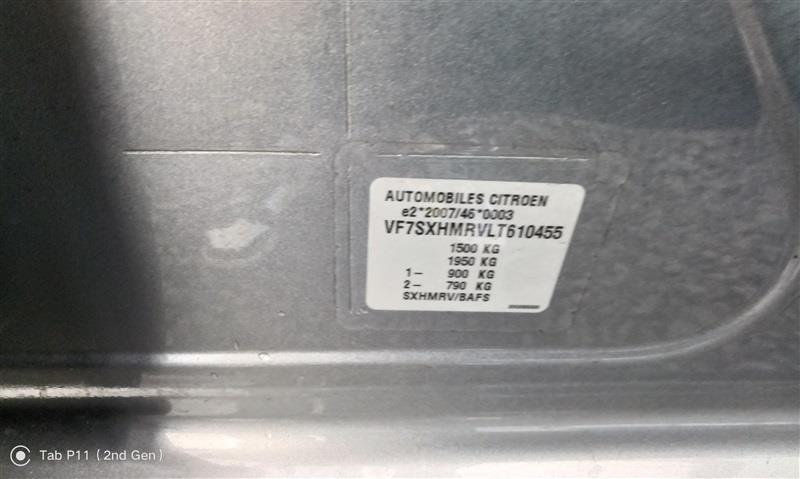 AUTOMOBILES CITROEN
e2*2007/46*0003
VF7SXHMRVLT610455
1500 KG
1950 KG
1– 900 KG
2– 790 KG
SXHMRV/BAFS
Tab P11 (2nd Gen)